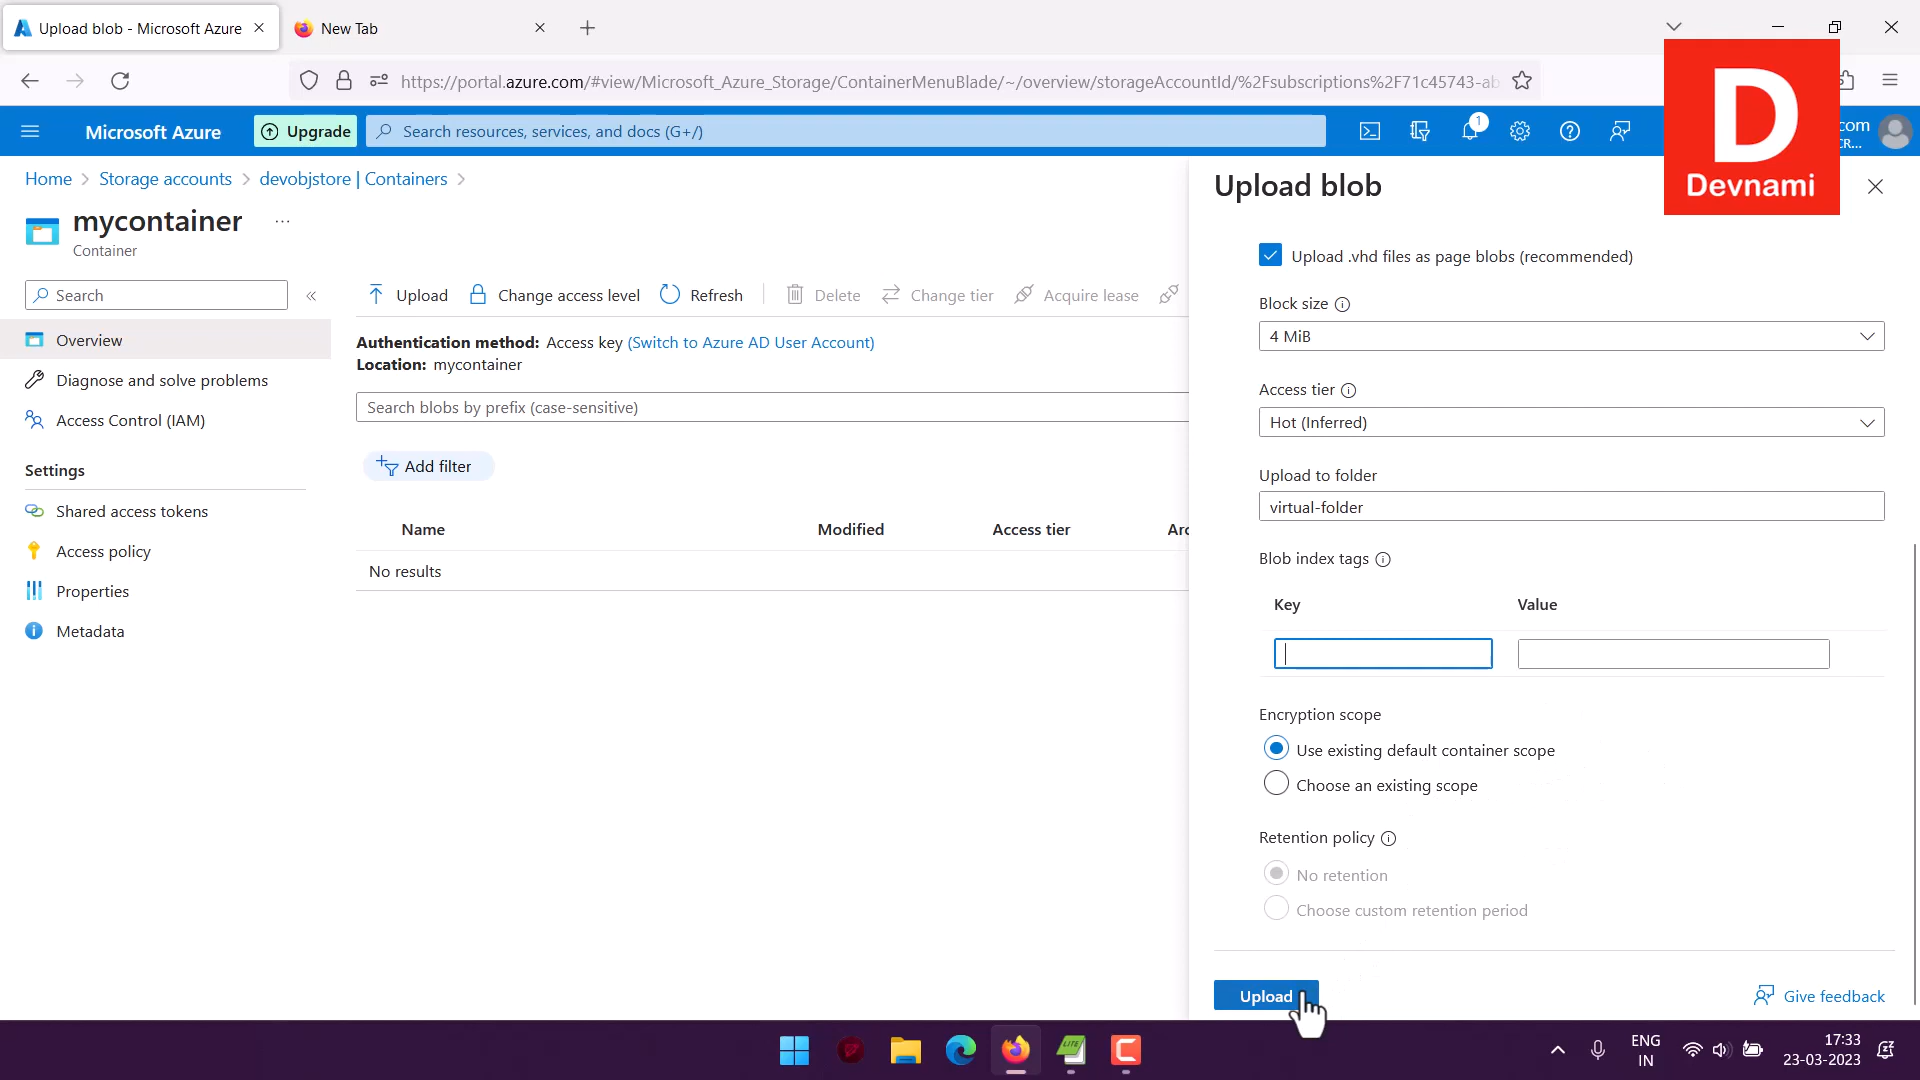 Upload blob - Microsoft Azure
New Tab
https://portal.azure.com/#view/Microsoft_Azure_Storage/ContainerMenuBlade/~/overview/storageAccountId/%2Fsubscriptions%2F71c45743-ab
Microsoft Azure
Upgrade
Search resources, services, and docs (G+/)
1
com
CR...
D
Devnami
Home > Storage accounts > devobjstore | Containers >
mycontainer ...
Container
Search
«
Overview
Diagnose and solve problems
Access Control (IAM)
Settings
Shared access tokens
Access policy
Properties
Metadata
Upload
Change access level
Refresh
Delete
Change tier
Acquire lease
Authentication method: Access key (Switch to Azure AD User Account)
Location: mycontainer
Search blobs by prefix (case-sensitive)
Add filter
Name Modified Access tier Arc
No results
Upload blob
Upload .vhd files as page blobs (recommended)
Block size
4 MiB
Access tier
Hot (Inferred)
Upload to folder
virtual-folder
Blob index tags
Key Value
Encryption scope
Use existing default container scope
Choose an existing scope
Retention policy
No retention
Choose custom retention period
Upload
Give feedback
LITE
C
ENG
IN
17:33
23-03-2023